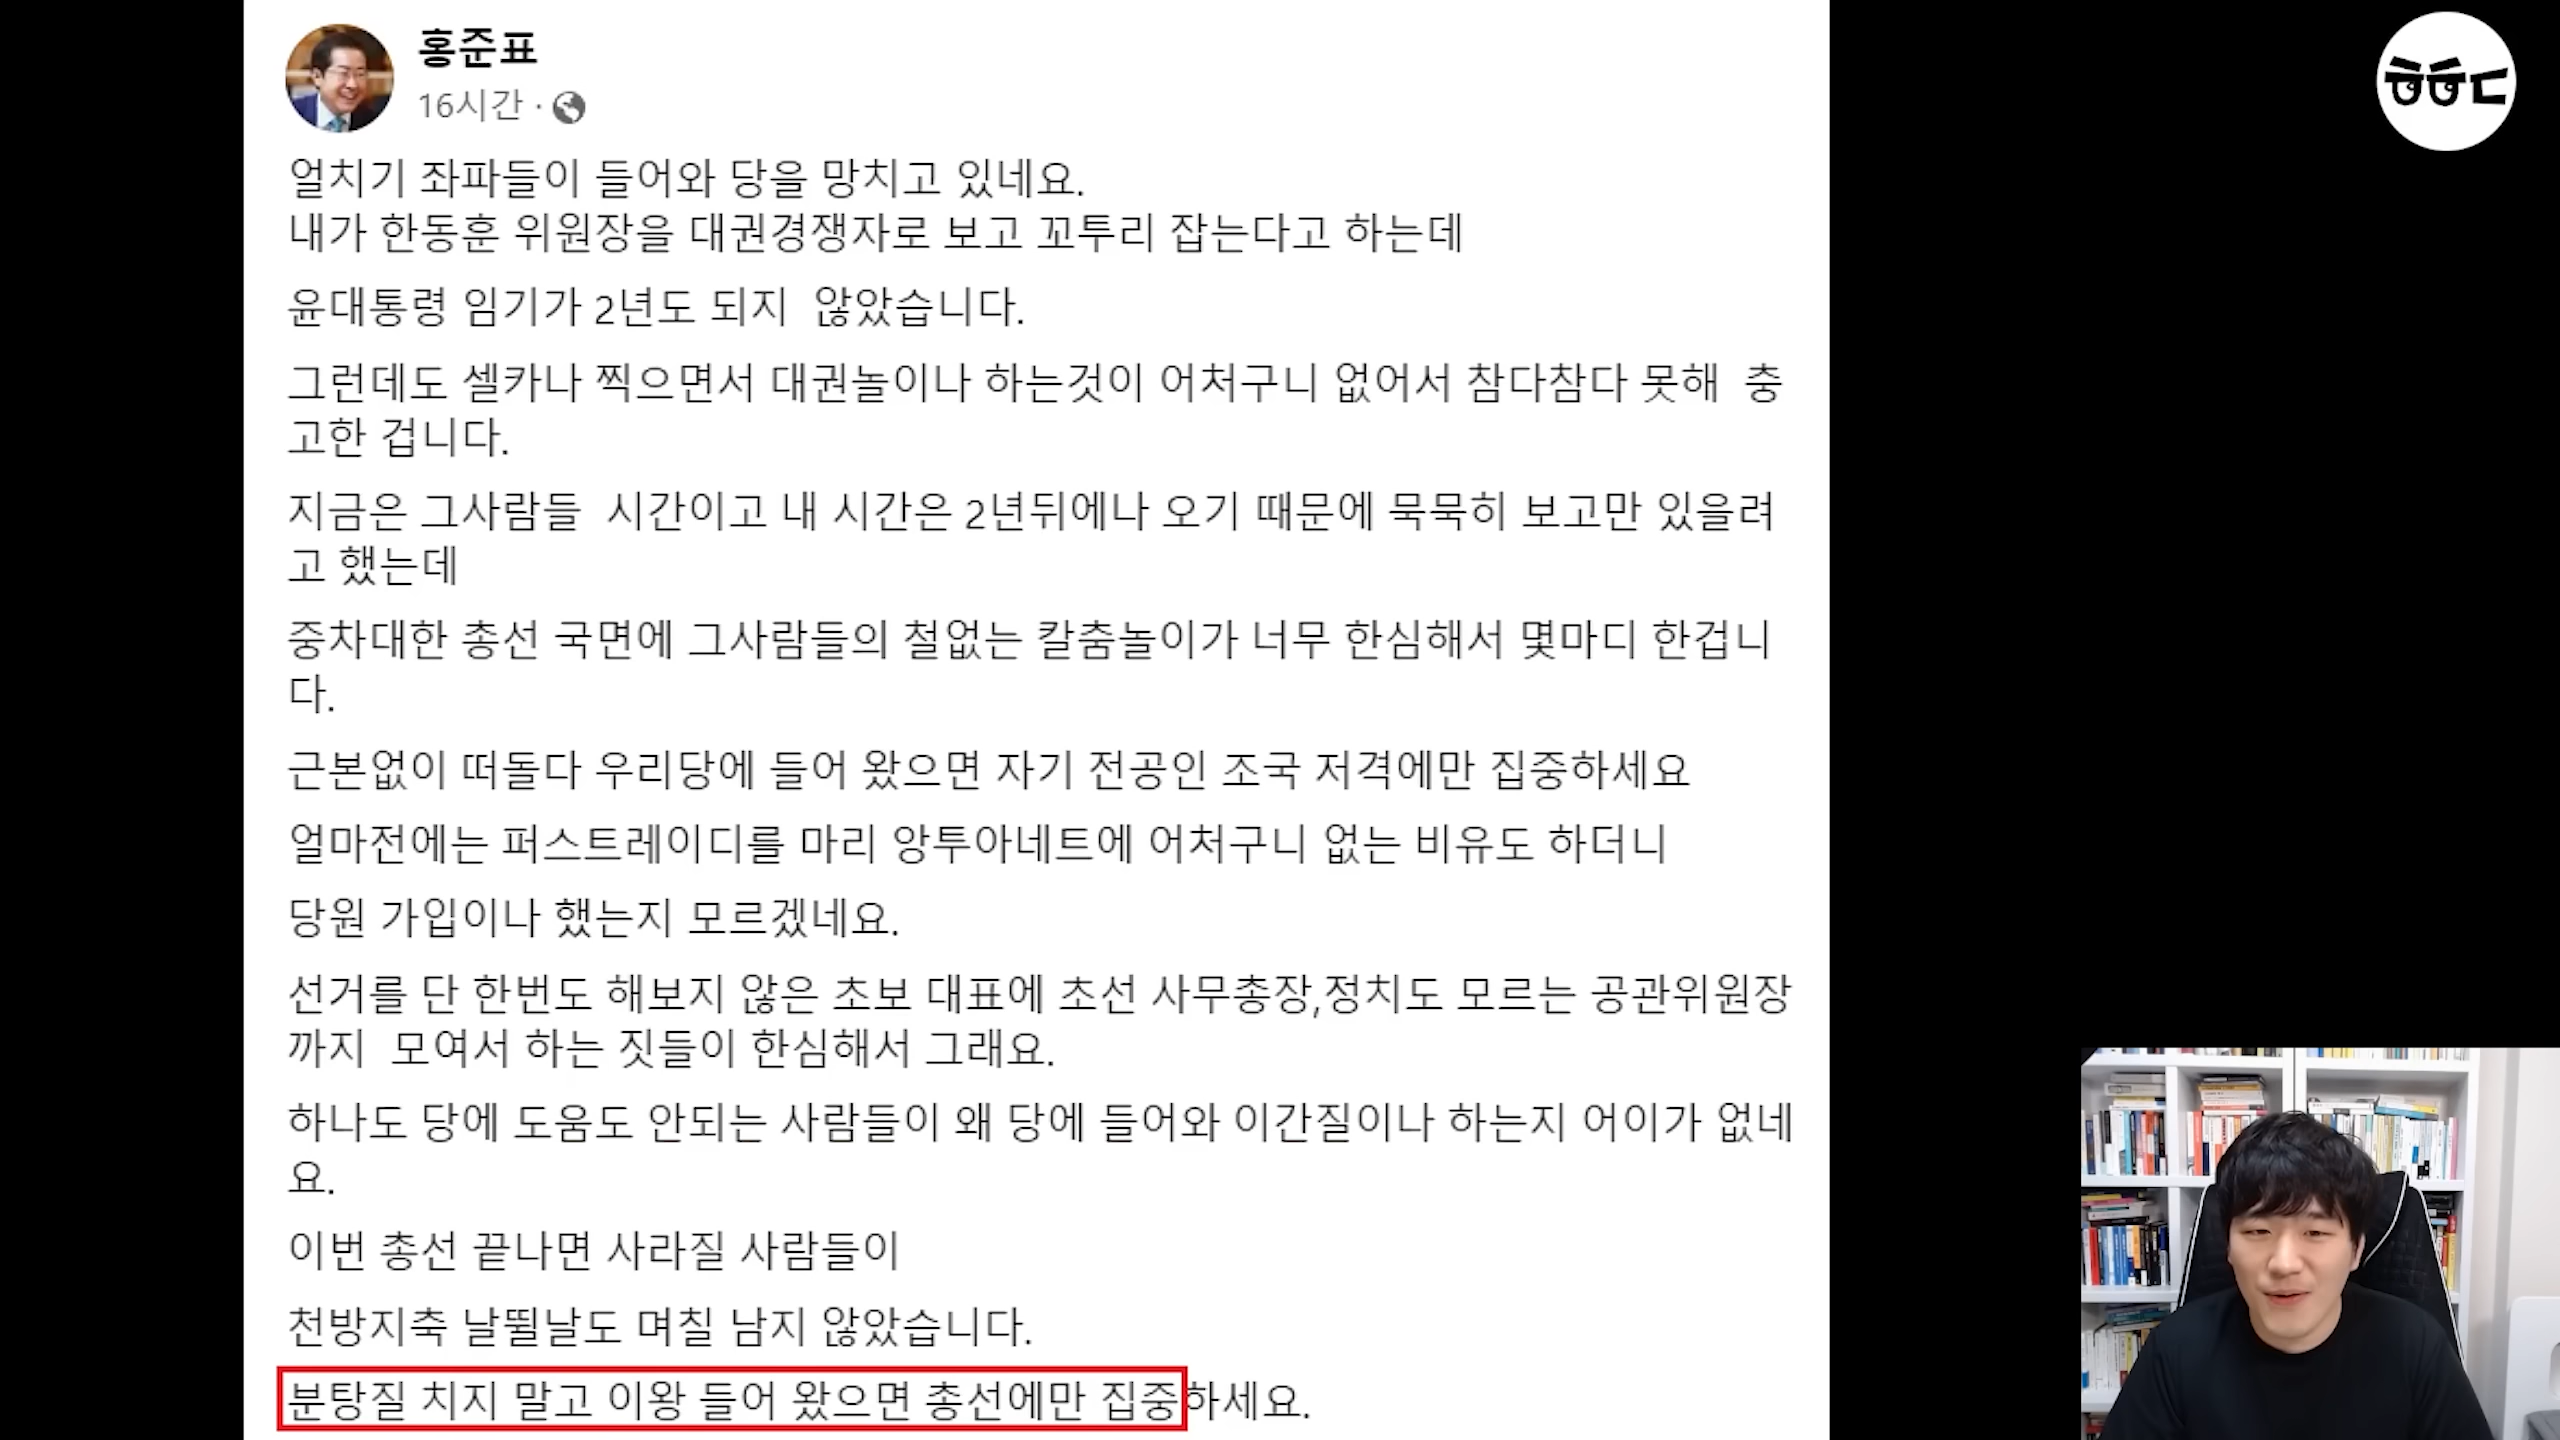 홍준표
16시간 ·
ㅎㅎㄷ
얼치기 좌파들이 들어와 당을 망치고 있네요.
내가 한동훈 위원장을 대권경쟁자로 보고 꼬투리 잡는다고 하는데
윤대통령 임기가 2년도 되지 않았습니다.
그런데도 셀카나 찍으면서 대권놀이나 하는것이 어처구니 없어서 참다참다 못해 충
고한 겁니다.
지금은 그사람들 시간이고 내 시간은 2년뒤에나 오기 때문에 묵묵히 보고만 있을려
고 했는데
중차대한 총선 국면에 그사람들의 철없는 칼춤놀이가 너무 한심해서 몇마디 한겁니
다.
근본없이 떠돌다 우리당에 들어 왔으면 자기 전공인 조국 저격에만 집중하세요
얼마전에는 퍼스트레이디를 마리 앙투아네트에 어처구니 없는 비유도 하더니
당원 가입이나 했는지 모르겠네요.
선거를 단 한번도 해보지 않은 초보 대표에 초선 사무총장,정치도 모르는 공관위원장
까지 모여서 하는 짓들이 한심해서 그래요.
하나도 당에 도움도 안되는 사람들이 왜 당에 들어와 이간질이나 하는지 어이가 없네
요.
이번 총선 끝나면 사라질 사람들이
천방지축 날뛸날도 며칠 남지 않았습니다.
분탕질 치지 말고 이왕 들어 왔으면 총선에만 집중하세요.